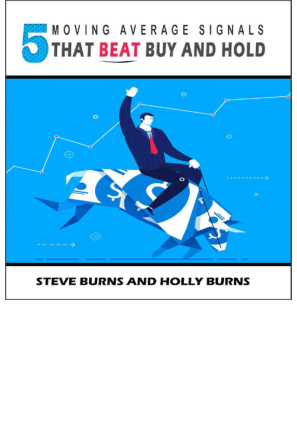 5 MOVING AVERAGE SIGNALS
THAT BEAT BUY AND HOLD
STEVE BURNS AND HOLLY BURNS